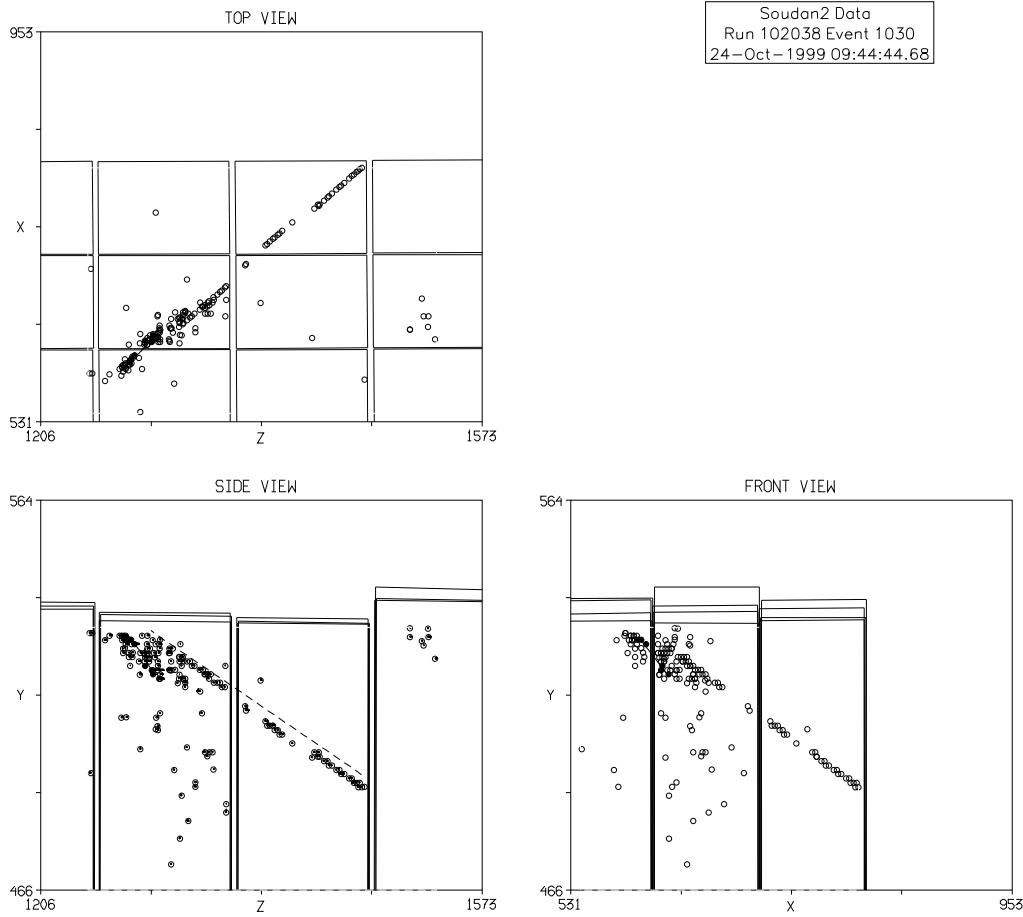 TOP VIEW
Soudan2 Data
Run 102038 Event 1030
24-Oct-1999 09:44:44.68
953
X
531
1206
Z
1573
SIDE VIEW
564
Y
466
1206
Z
1573
FRONT VIEW
564
Y
466
531
X
953